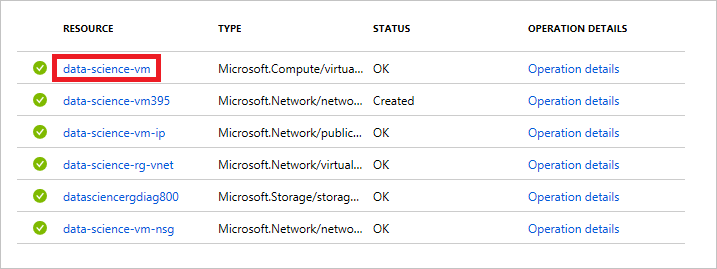 RESOURCE TYPE STATUS OPERATION DETAILS
data-science-vm Microsoft.Compute/virtua... OK Operation details
data-science-vm395 Microsoft.Network/netwo... Created Operation details
data-science-vm-ip Microsoft.Network/public... OK Operation details
data-science-rg-vnet Microsoft.Network/virtual... OK Operation details
datasciencergdiag800 Microsoft.Storage/storag... OK Operation details
data-science-vm-nsg Microsoft.Network/netwo... OK Operation details